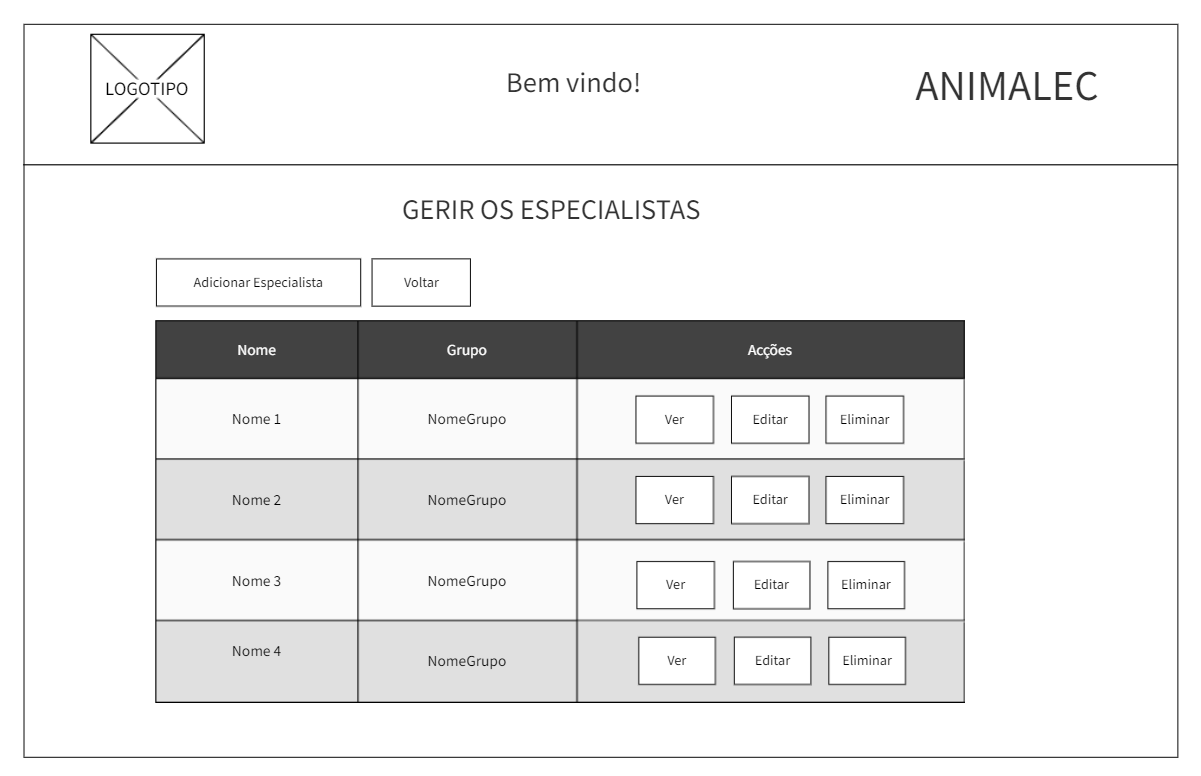 LOGOTIPO
Bem vindo!
ANIMALEC
GERIR OS ESPECIALISTAS
Adicionar Especialista
Voltar
Nome Grupo Acções
Nome 1 NomeGrupo Ver Editar Eliminar
Nome 2 NomeGrupo Ver Editar Eliminar
Nome 3 NomeGrupo Ver Editar Eliminar
Nome 4 NomeGrupo Ver Editar Eliminar